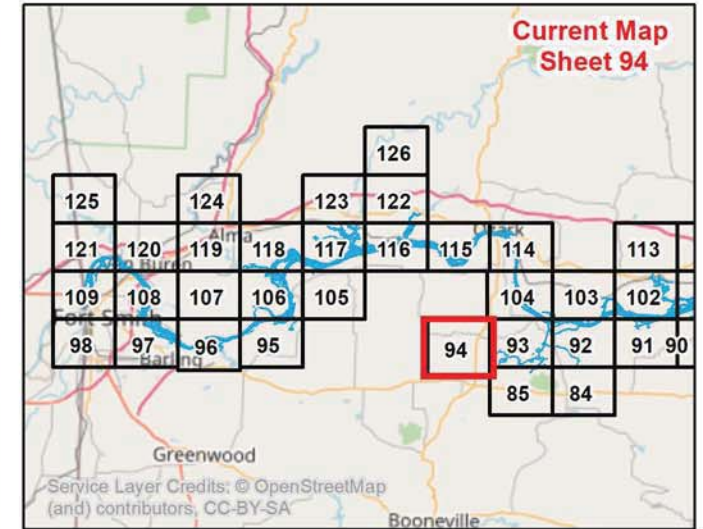 Current Map
Sheet 94
126
125 124 123 122
Alma Ozark
121 120 119 118 117 116 115 114 113
Van Buren
109 108 107 106 105 104 103 102
Fort Smith
98 97 96 95 94 93 92 91 90
Barling
85 84
Greenwood
Service Layer Credits: © OpenStreetMap
(and) contributors, CC-BY-SA
Booneville